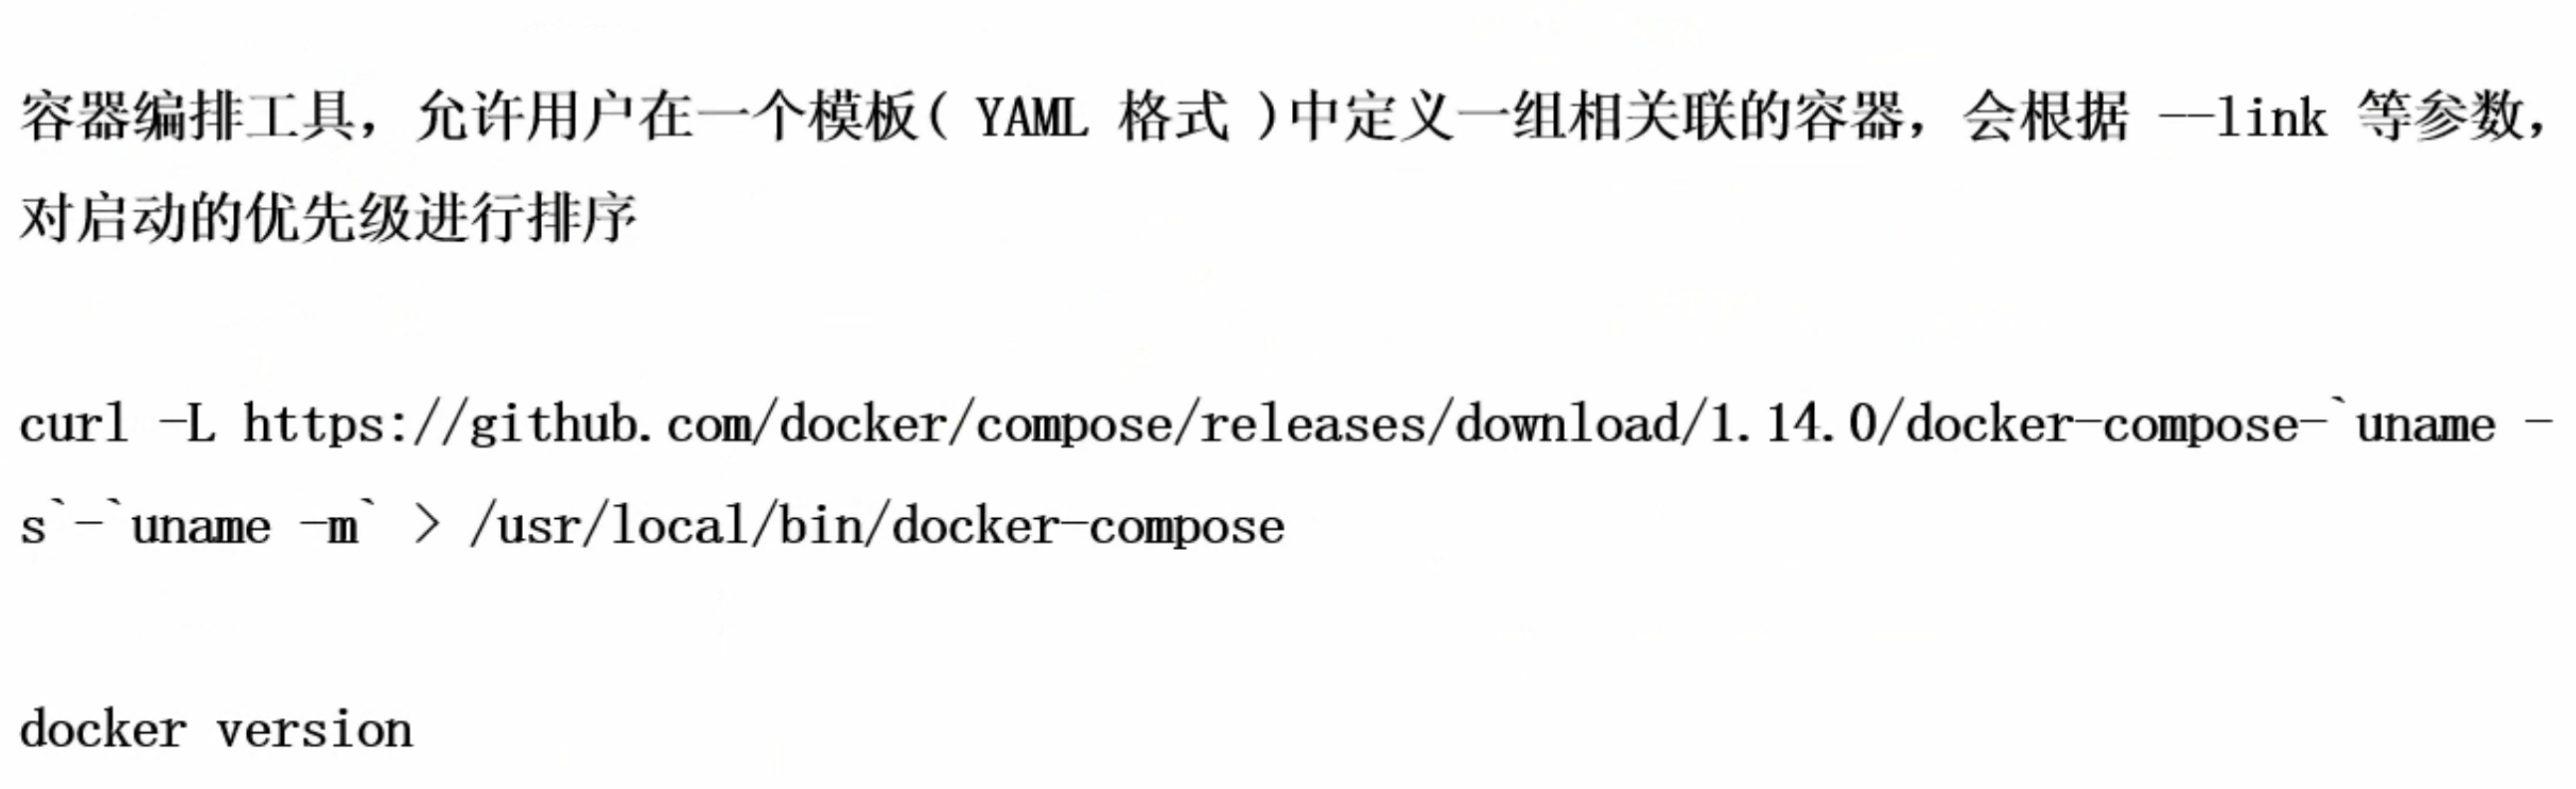 容器编排工具，允许用户在一个模板( YAML 格式 )中定义一组相关联的容器，会根据 --link 等参数，
对启动的优先级进行排序
curl -L https://github.com/docker/compose/releases/download/1.14.0/docker-compose-`uname -
s`-`uname -m` > /usr/local/bin/docker-compose
docker version